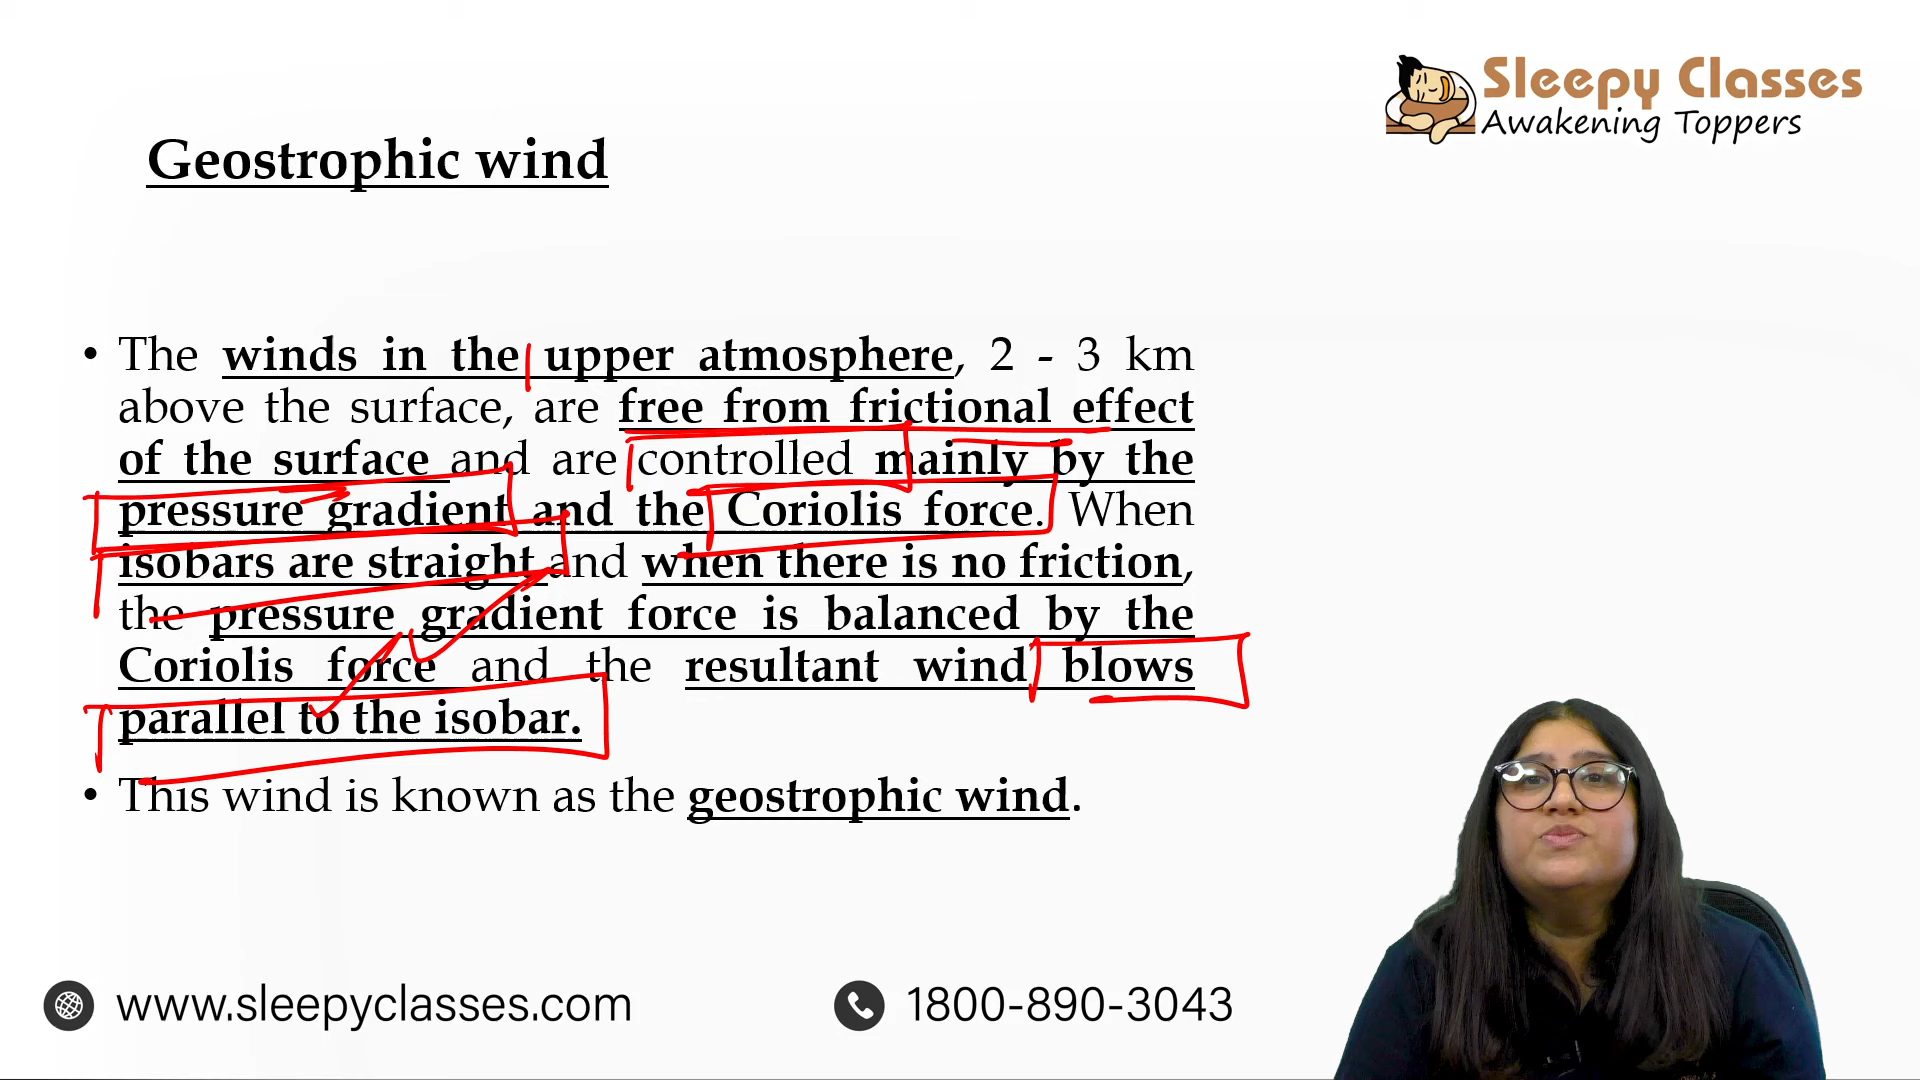 Sleepy Classes
Awakening Toppers
Geostrophic wind
• The winds in the upper atmosphere, 2 - 3 km
above the surface, are free from frictional effect
of the surface and are controlled mainly by the
pressure gradient and the Coriolis force. When
isobars are straight and when there is no friction,
the pressure gradient force is balanced by the
Coriolis force and the resultant wind blows
parallel to the isobar.
• This wind is known as the geostrophic wind.
www.sleepyclasses.com
1800-890-3043